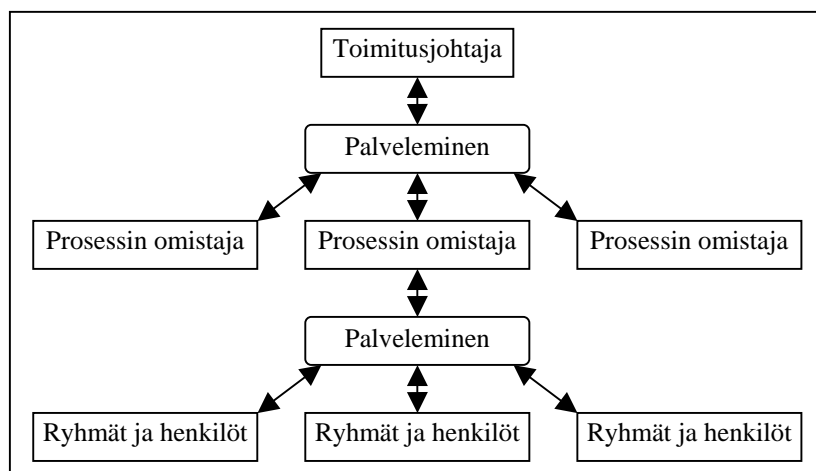 Toimitusjohtaja
Palveleminen
Prosessin omistaja
Prosessin omistaja
Prosessin omistaja
Palveleminen
Ryhmät ja henkilöt
Ryhmät ja henkilöt
Ryhmät ja henkilöt